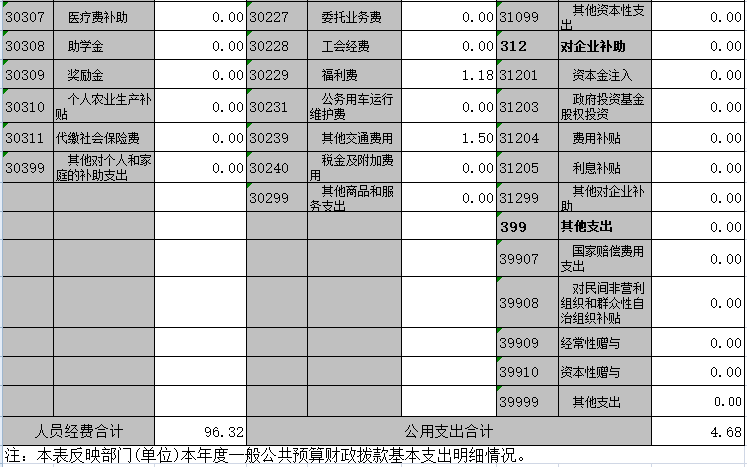 30307 医疗费补助 0.00 30227 委托业务费 0.00 31099 其他资本性支出 0.00
30308 助学金 0.00 30228 工会经费 0.00 312 对企业补助 0.00
30309 奖励金 0.00 30229 福利费 1.18 31201 资本金注入 0.00
30310 个人农业生产补贴 0.00 30231 公务用车运行维护费 0.00 31203 政府投资基金股权投资 0.00
30311 代缴社会保险费 0.00 30239 其他交通费用 1.50 31204 费用补贴 0.00
30399 其他对个人和家庭的补助支出 0.00 30240 税金及附加费用 0.00 31205 利息补贴 0.00
30299 其他商品和服务支出 0.00 31299 其他对企业补助 0.00
399 其他支出 0.00
39907 国家赔偿费用支出 0.00
39908 对民间非营利组织和群众性自治组织补贴 0.00
39909 经常性赠与 0.00
39910 资本性赠与 0.00
39999 其他支出 0.00
人员经费合计 96.32 公用支出合计 4.68
注：本表反映部门(单位)本年度一般公共预算财政拨款基本支出明细情况。